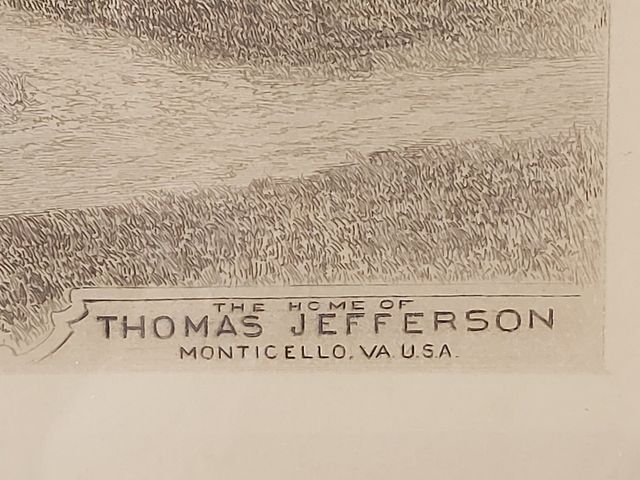 THE HOME OF
THOMAS JEFFERSON
MONTICELLO, VA. U.S.A.